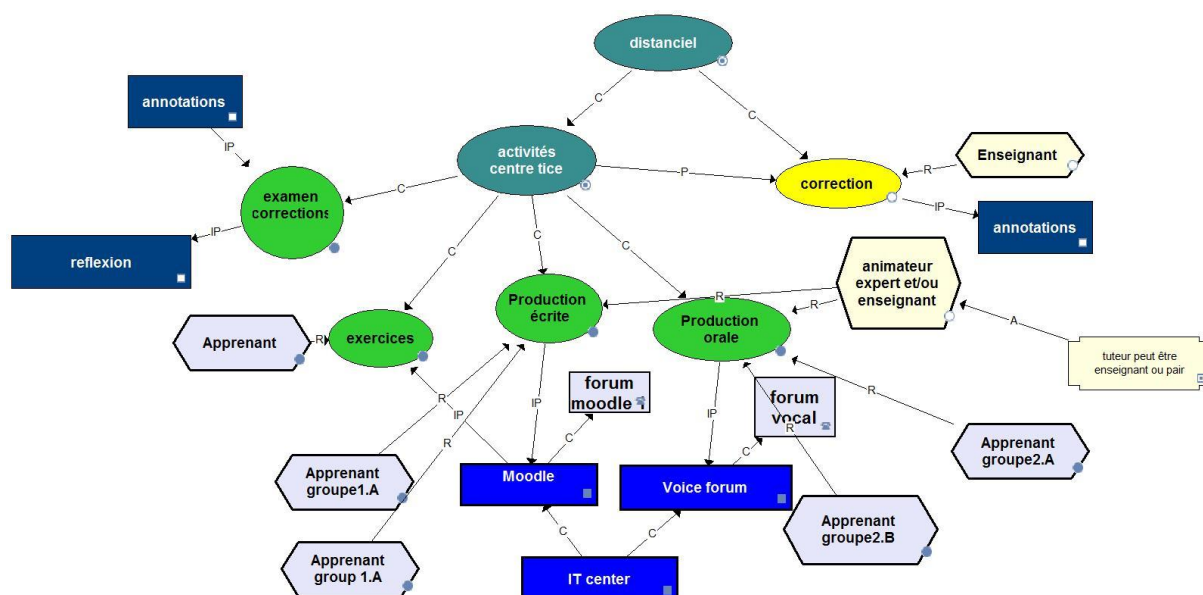 distanciel
C
C
annotations
IP
activités
centre tice
P
correction
R
Enseignant
IP
annotations
C
examen
corrections
IP
reflexion
C
C
C
animateur
expert et/ou
enseignant
R
R
A
Production
écrite
Production
orale
Apprenant
R
exercices
tuteur peut être
enseignant ou pair
forum
moodle
forum
vocal
R
R
IP
IP
IP
R
R
C
C
Apprenant
groupe1.A
Moodle
Voice forum
Apprenant
groupe2.A
Apprenant
groupe2.B
C
C
Apprenant
group 1.A
IT center